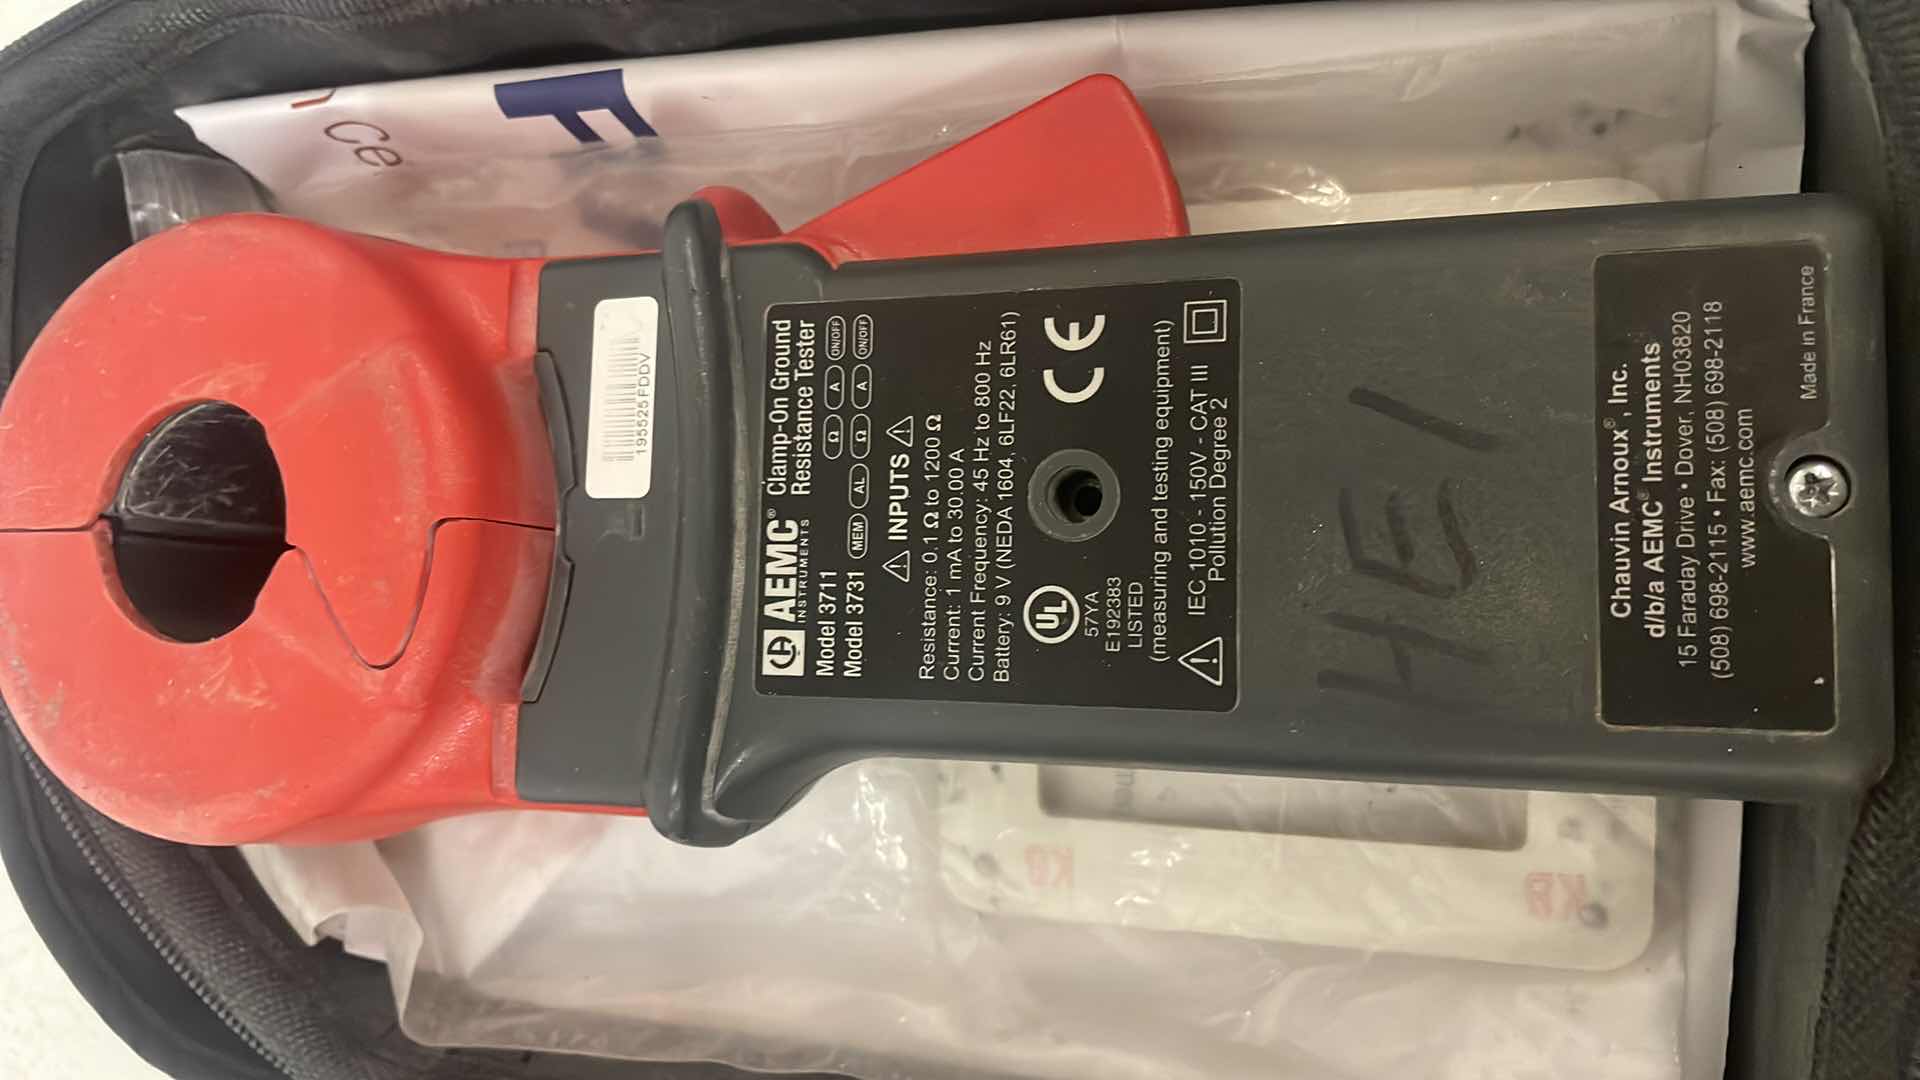 195525FDDV
AEMC® Clamp-On Ground
INSTRUMENTS Resistance Tester
Model 3711 Ω A ON/OFF
Model 3731 MEM AL Ω A ON/OFF
⚠ INPUTS ⚠
Resistance: 0.1 Ω to 1200 Ω
Current: 1 mA to 30.00 A
Current Frequency: 45 Hz to 800 Hz
Battery: 9 V (NEDA 1604, 6LF22, 6LR61)
UL CE
57YA
E192383
LISTED
(measuring and testing equipment)
⚠ IEC 1010 - 150V - CAT III
Pollution Degree 2
HE1
Chauvin Arnoux®, Inc.
d/b/a AEMC® Instruments
15 Faraday Drive • Dover, NH03820
(508) 698-2115 • Fax: (508) 698-2118
www.aemc.com
Made in France
F
ce
KB
KB